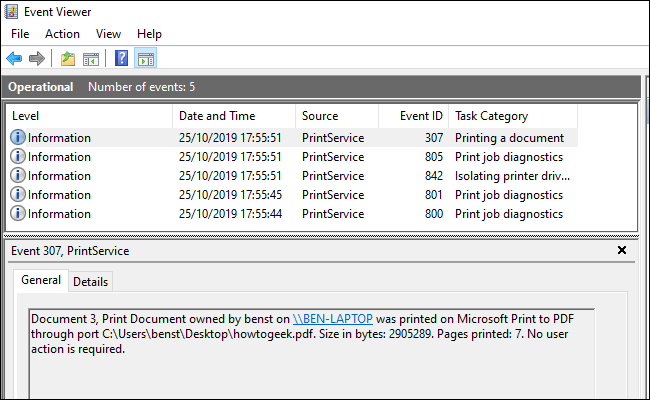 Event Viewer
File Action View Help
Operational Number of events: 5
Level Date and Time Source Event ID Task Category
Information 25/10/2019 17:55:51 PrintService 307 Printing a document
Information 25/10/2019 17:55:51 PrintService 805 Print job diagnostics
Information 25/10/2019 17:55:51 PrintService 842 Isolating printer driv...
Information 25/10/2019 17:55:45 PrintService 801 Print job diagnostics
Information 25/10/2019 17:55:44 PrintService 800 Print job diagnostics
Event 307, PrintService
General Details
Document 3, Print Document owned by benst on \\BEN-LAPTOP was printed on Microsoft Print to PDF
through port C:\Users\benst\Desktop\howtogeek.pdf. Size in bytes: 2905289. Pages printed: 7. No user
action is required.